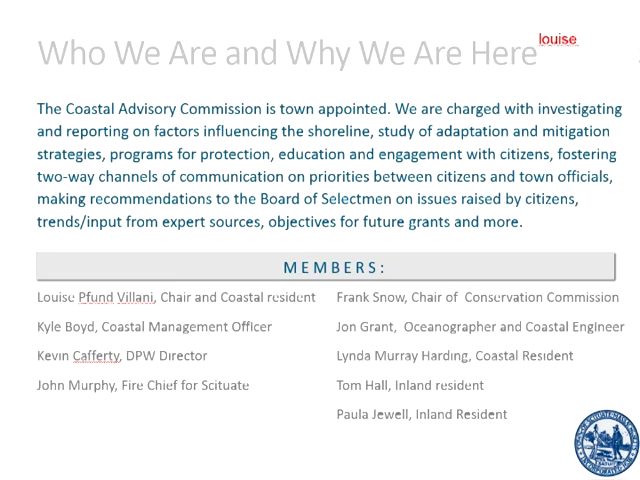 Who We Are and Why We Are Here louise
The Coastal Advisory Commission is town appointed. We are charged with investigating
and reporting on factors influencing the shoreline, study of adaptation and mitigation
strategies, programs for protection, education and engagement with citizens, fostering
two-way channels of communication on priorities between citizens and town officials,
making recommendations to the Board of Selectmen on issues raised by citizens,
trends/input from expert sources, objectives for future grants and more.
MEMBERS:
Louise Pfund Villani, Chair and Coastal resident
Kyle Boyd, Coastal Management Officer
Kevin Cafferty, DPW Director
John Murphy, Fire Chief for Scituate
Frank Snow, Chair of Conservation Commission
Jon Grant, Oceanographer and Coastal Engineer
Lynda Murray Harding, Coastal Resident
Tom Hall, Inland resident
Paula Jewell, Inland Resident